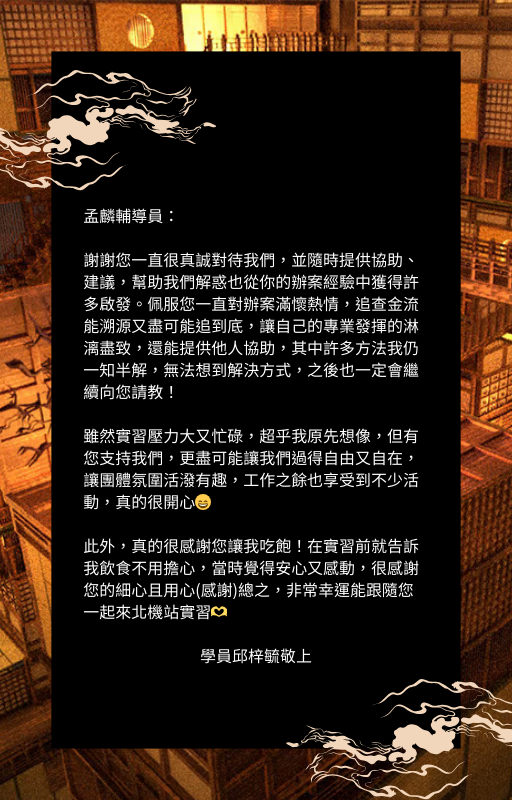 孟麟輔導員：
謝謝您一直很真誠對待我們，並隨時提供協助、
建議，幫助我們解惑也從你的辦案經驗中獲得許
多啟發。佩服您一直對辦案滿懷熱情，追查金流
能溯源又盡可能追到底，讓自己的專業發揮的淋
漓盡致，還能提供他人協助，其中許多方法我仍
一知半解，無法想到解決方式，之後也一定會繼
續向您請教！
雖然實習壓力大又忙碌，超乎我原先想像，但有
您支持我們，更盡可能讓我們過得自由又自在，
讓團體氛圍活潑有趣，工作之餘也享受到不少活
動，真的很開心😄
此外，真的很感謝您讓我吃飽！在實習前就告訴
我飲食不用擔心，當時覺得安心又感動，很感謝
您的細心且用心(感謝)總之，非常幸運能跟隨您
一起來北機站實習🫶
學員邱梓毓敬上